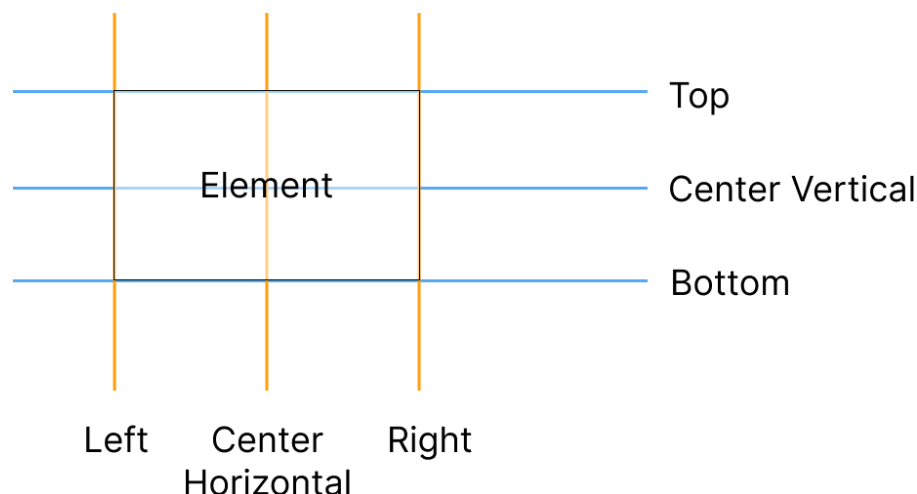 Top
Element
Center Vertical
Bottom
Left
Center
Horizontal
Right